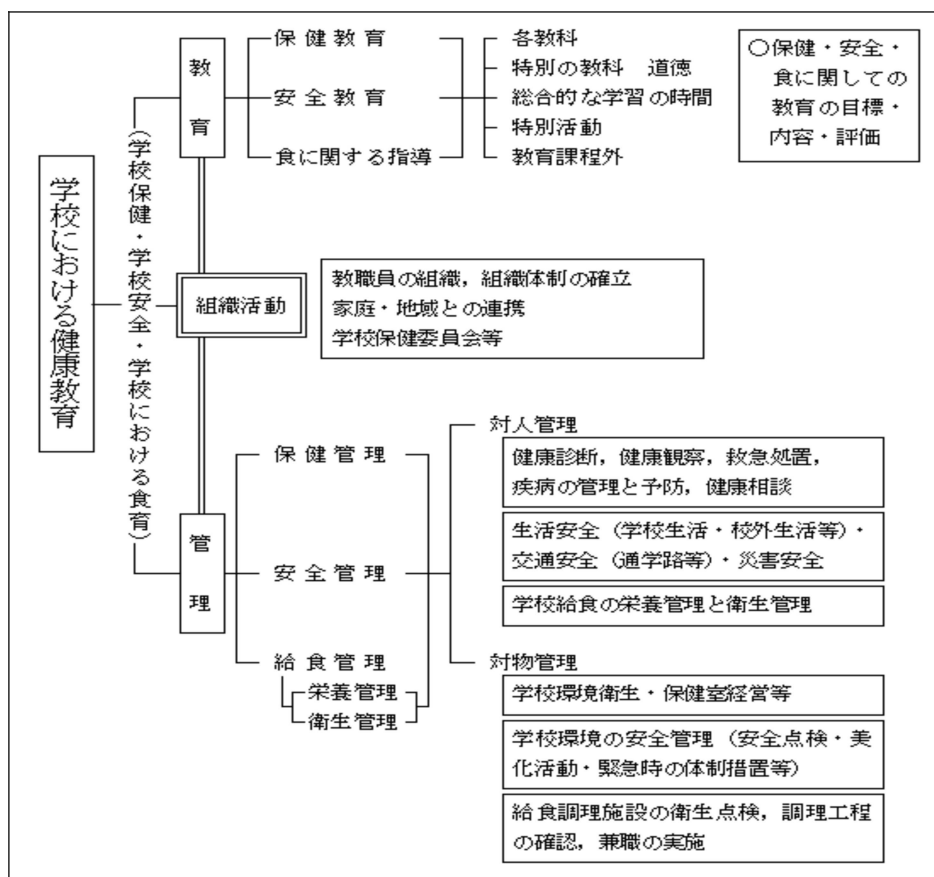 学校における健康教育
(学校保健・学校安全・学校における食育)
教育
保健教育
安全教育
食に関する指導
各教科
特別の教科　道徳
総合的な学習の時間
特別活動
教育課程外
○保健・安全・
食に関しての
教育の目標・
内容・評価
組織活動
教職員の組織，組織体制の確立
家庭・地域との連携
学校保健委員会等
管理
保健管理
安全管理
給食管理
栄養管理
衛生管理
対人管理
健康診断，健康観察，救急処置，
疾病の管理と予防，健康相談
生活安全（学校生活・校外生活等）・
交通安全（通学路等）・災害安全
学校給食の栄養管理と衛生管理
対物管理
学校環境衛生・保健室経営等
学校環境の安全管理（安全点検・美
化活動・緊急時の体制措置等）
給食調理施設の衛生点検，調理工程
の確認，兼職の実施